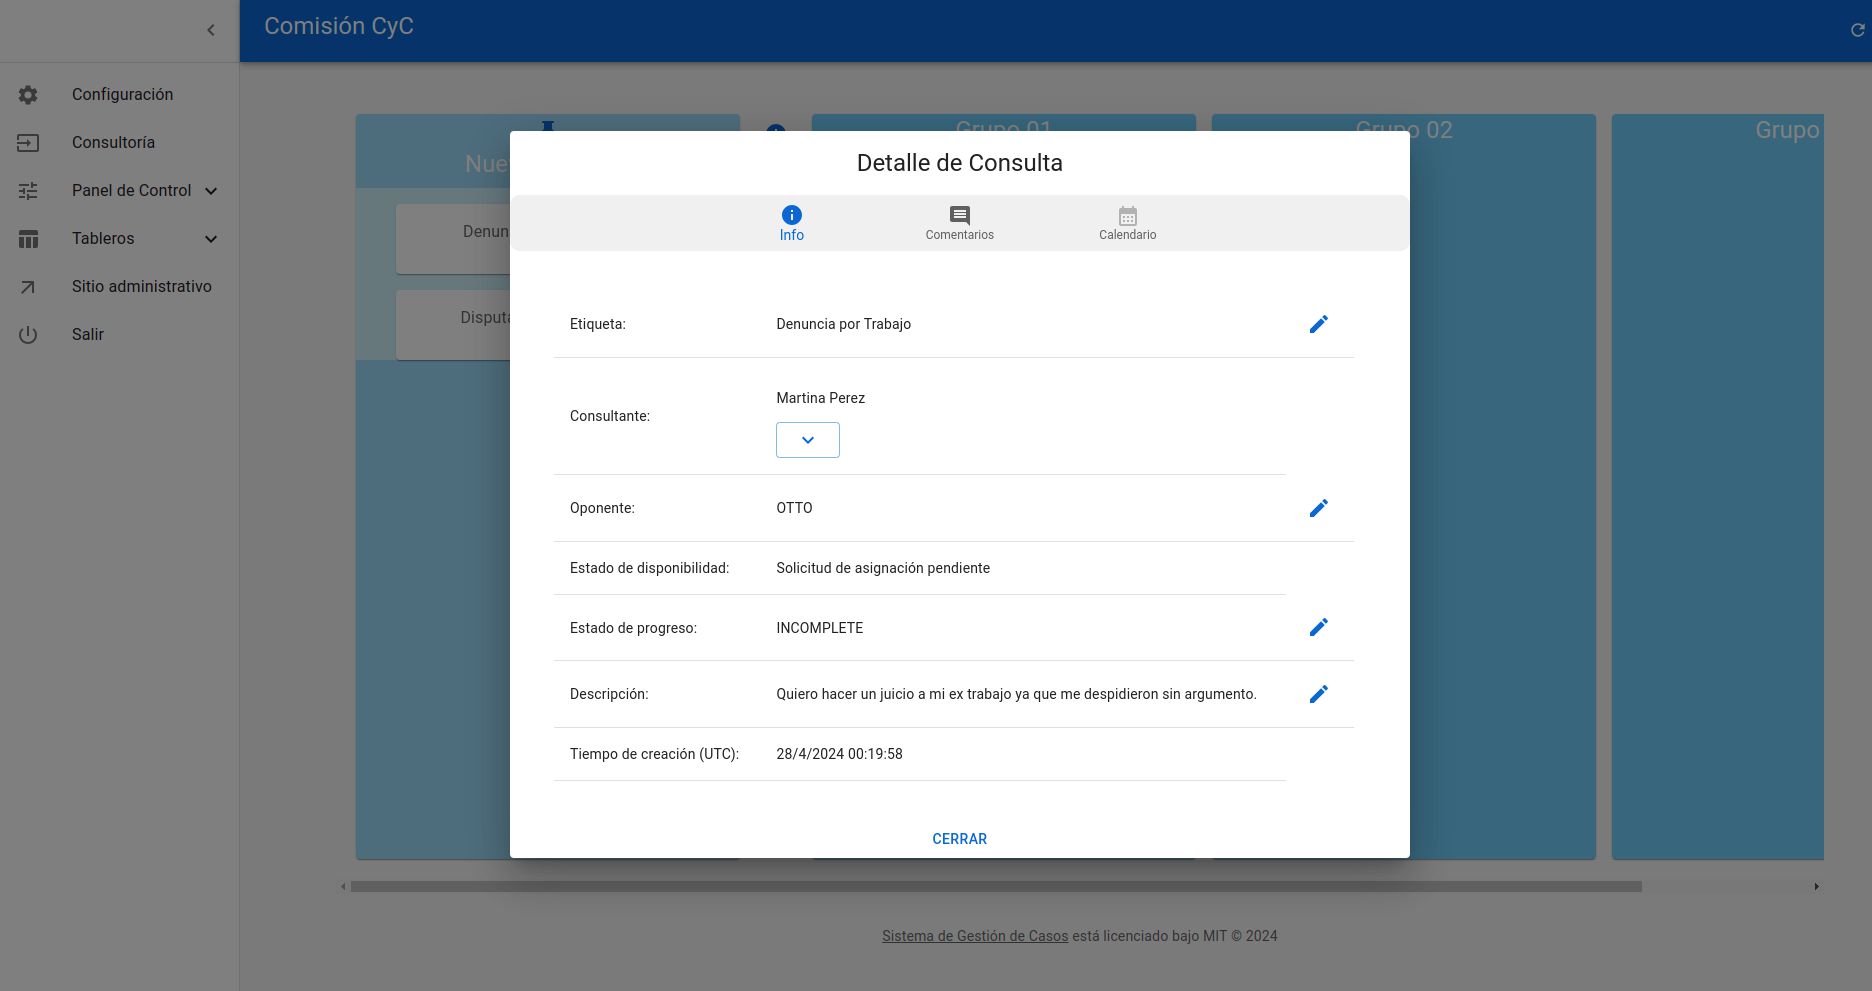 Comisión CyC
Configuración
Consultoría
Panel de Control
Tableros
Sitio administrativo
Salir
Grupo 01
Grupo 02
Grupo
Detalle de Consulta
Info
Comentarios
Calendario
Etiqueta: Denuncia por Trabajo
Consultante: Martina Perez
Oponente: OTTO
Estado de disponibilidad: Solicitud de asignación pendiente
Estado de progreso: INCOMPLETE
Descripción: Quiero hacer un juicio a mi ex trabajo ya que me despidieron sin argumento.
Tiempo de creación (UTC): 28/4/2024 00:19:58
CERRAR
Sistema de Gestión de Casos está licenciado bajo MIT © 2024